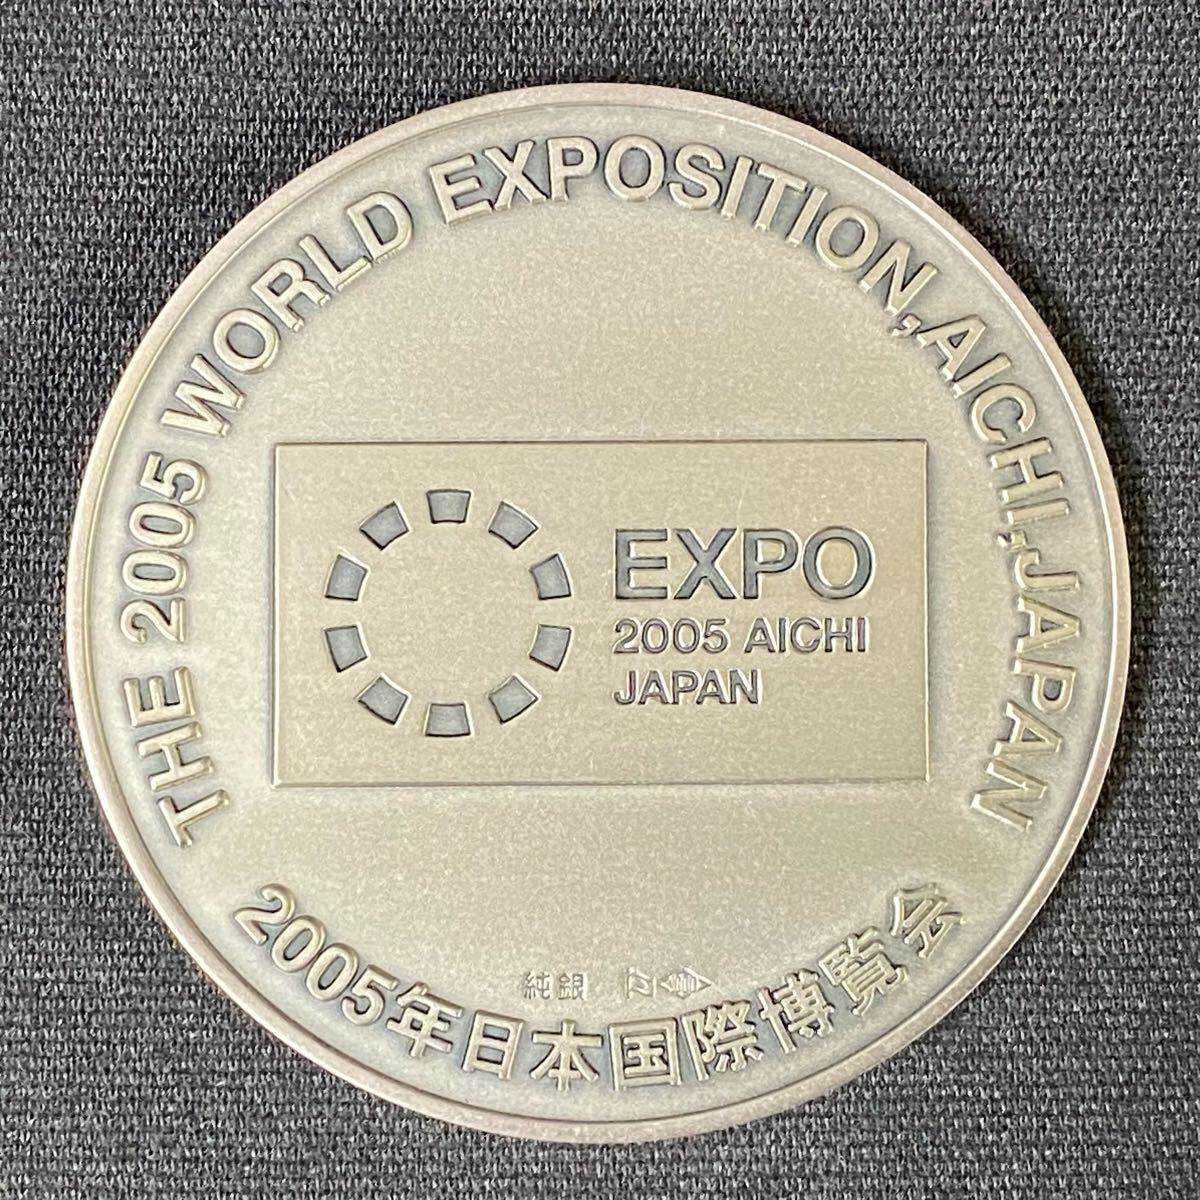 THE 2005 WORLD EXPOSITION, AICHI, JAPAN
EXPO
2005 AICHI
JAPAN
純銀
2005年日本国際博覧会